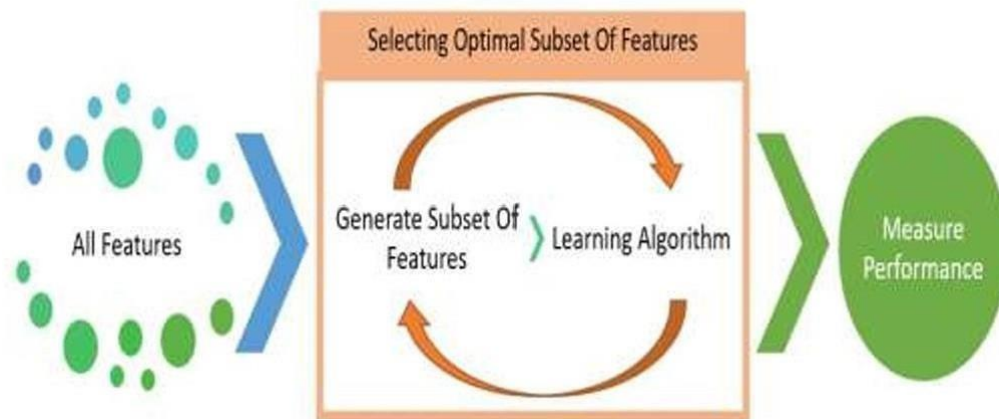 Selecting Optimal Subset Of Features
All Features
Generate Subset Of
Features
Learning Algorithm
Measure
Performance